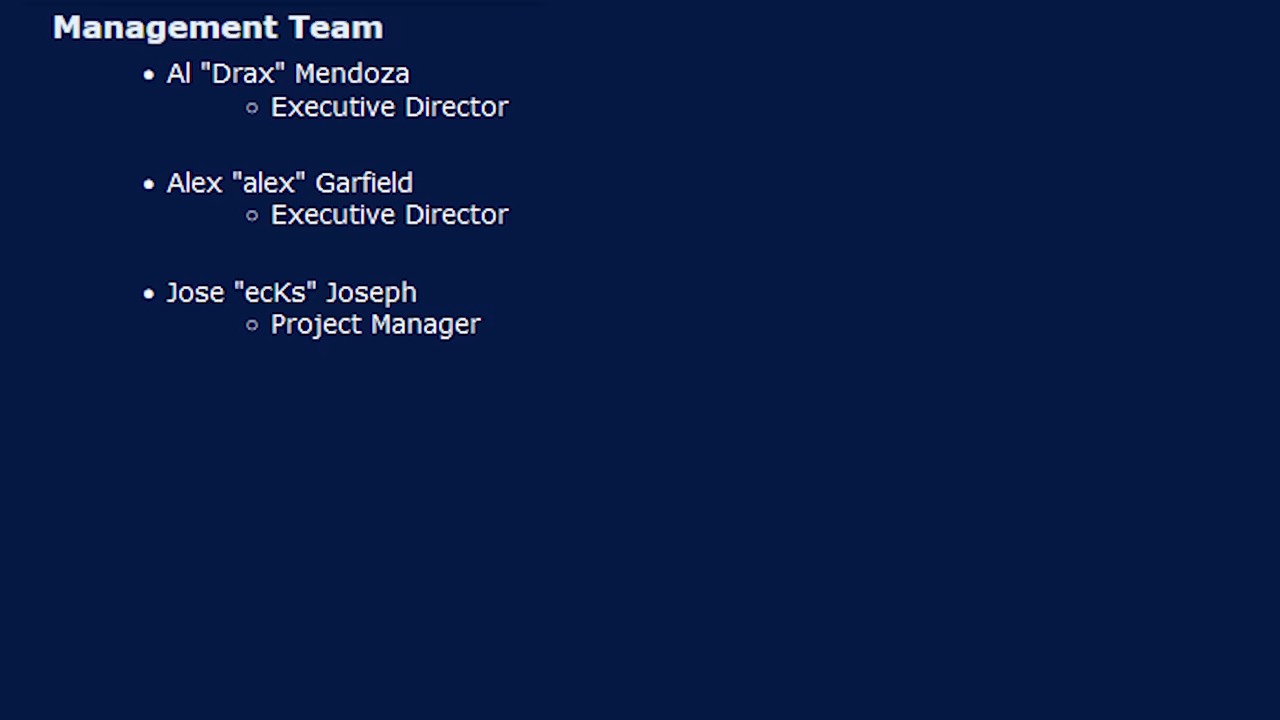 Management Team
Al "Drax" Mendoza
Executive Director
Alex "alex" Garfield
Executive Director
Jose "ecKs" Joseph
Project Manager